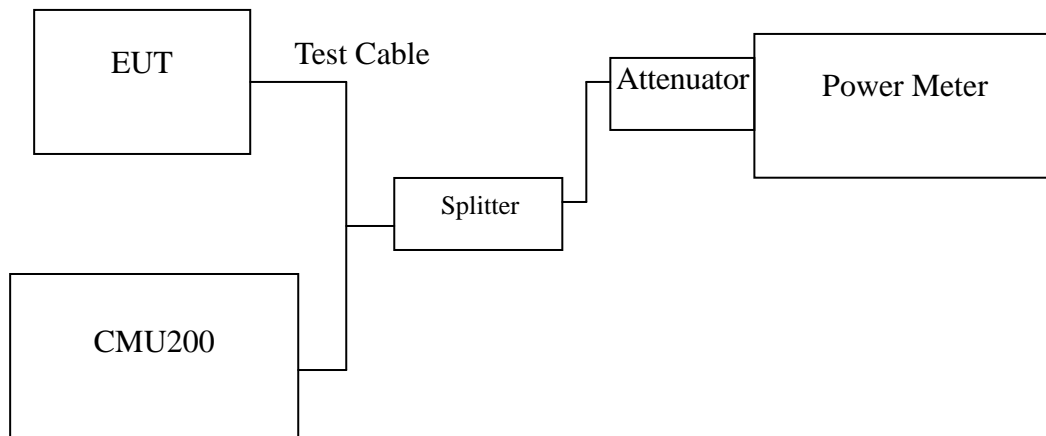 EUT
Test Cable
Attenuator
Power Meter
Splitter
CMU200